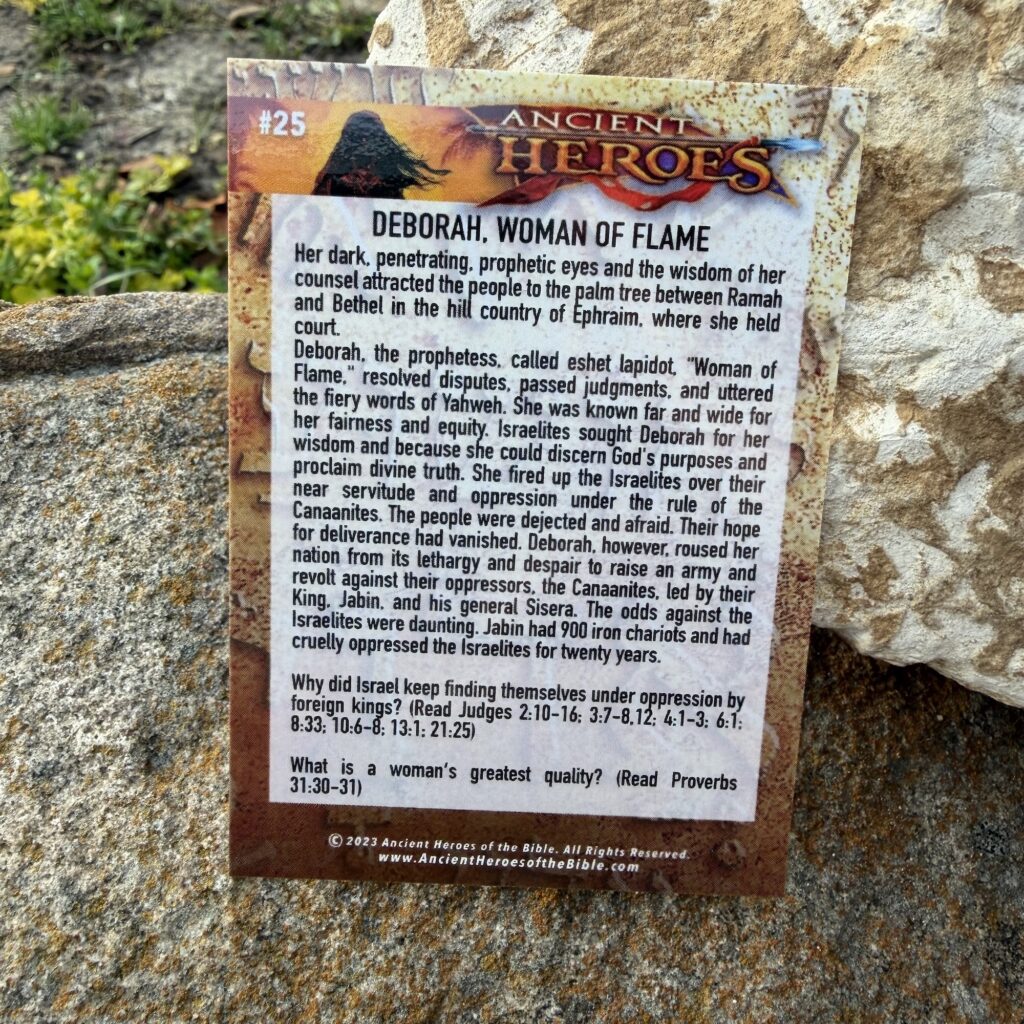 #25
ANCIENT
HEROES
DEBORAH, WOMAN OF FLAME
Her dark, penetrating, prophetic eyes and the wisdom of her
counsel attracted the people to the palm tree between Ramah
and Bethel in the hill country of Ephraim, where she held
court.
Deborah, the prophetess, called eshet lapidot, "Woman of
Flame," resolved disputes, passed judgments, and uttered
the fiery words of Yahweh. She was known far and wide for
her fairness and equity. Israelites sought Deborah for her
wisdom and because she could discern God's purposes and
proclaim divine truth. She fired up the Israelites over their
near servitude and oppression under the rule of the
Canaanites. The people were dejected and afraid. Their hope
for deliverance had vanished. Deborah, however, roused her
nation from its lethargy and despair to raise an army and
revolt against their oppressors, the Canaanites, led by their
King, Jabin, and his general Sisera. The odds against the
Israelites were daunting. Jabin had 900 iron chariots and had
cruelly oppressed the Israelites for twenty years.
Why did Israel keep finding themselves under oppression by
foreign kings? (Read Judges 2:10-16; 3:7-8,12; 4:1-3; 6:1;
8:33; 10:6-8; 13:1; 21:25)
What is a woman's greatest quality? (Read Proverbs
31:30-31)
© 2023 Ancient Heroes of the Bible. All Rights Reserved.
www.AncientHeroesoftheBible.com